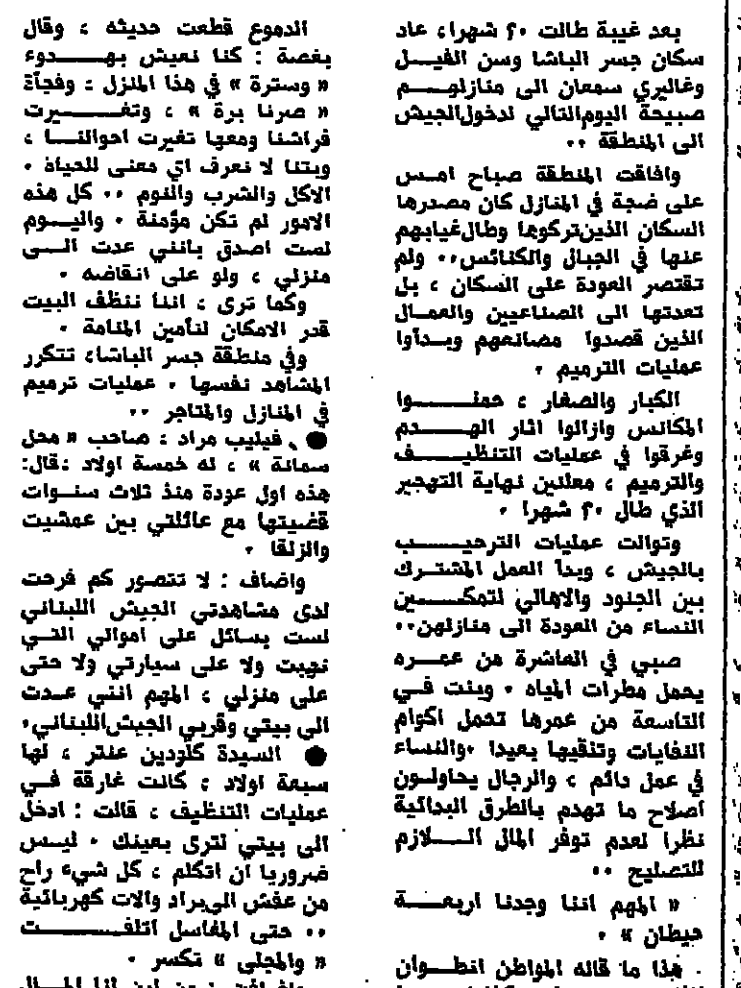 بعد غيبة طالت ٢٠ شهرا، عاد
سكان جسر الباشا وسن الفيل
وغاليري سمعان الى منازلهم
صبيحة اليوم التالي لدخول الجيش
الى المنطقة ..
وافاقت المنطقة صباح امس
على ضجة في المنازل كان مصدرها
السكان الذين تركوها وطال غيابهم
عنها في الجبال والكنائس.. ولم
تقتصر العودة على السكان ، بل
تعدتها الى الصناعيين والعمال
الذين قصدوا مصانعهم وبدأوا
عمليات الترميم .
الكبار والصغار ، حملوا
المكانس وازالوا اثار الهدم
وغرقوا في عمليات التنظيف
والترميم ، معلنين نهاية التهجير
الذي طال ٢٠ شهرا .
وتوالت عمليات الترحيب
بالجيش ، وبدأ العمل المشترك
بين الجنود والاهالي لتمكين
النساء من العودة الى منازلهن..
صبي في العاشرة من عمره
يحمل مطرات المياه . وبنت في
التاسعة من عمرها تحمل اكوام
النفايات وتلقيها بعيدا .والنساء
في عمل دائم ، والرجال يحاولون
اصلاح ما تهدم بالطرق البدائية
نظرا لعدم توفر المال اللازم
للتصليح ..
« المهم اننا وجدنا اربعة
حيطان » .
هذا ما قاله المواطن انطوان
الدموع قطعت حديثه ، وقال
بغصة : كنا نعيش بهدوء
« وسترة » في هذا المنزل ، وفجأة
« صرنا برة » ، وتغيرت
فراشنا ومعها تغيرت احوالنا ،
وبتنا لا نعرف اي معنى للحياة .
الاكل والشرب والنوم .. كل هذه
الامور لم تكن مؤمنة . واليوم
لست اصدق بانني عدت الى
منزلي ، ولو على انقاضه .
وكما ترى ، اننا ننظف البيت
قدر الامكان لتأمين المنامة .
وفي منطقة جسر الباشا، تتكرر
المشاهد نفسها . عمليات ترميم
في المنازل والمتاجر ..
● فيليب مراد ، صاحب « محل
سمانة » ، له خمسة اولاد ،قال:
هذه اول عودة منذ ثلاث سنوات
قضيتها مع عائلتي بين عمشيت
والزلقا .
واضاف : لا تتصور كم فرحت
لدى مشاهدتي الجيش اللبناني
لست بسائل على اموالي التي
نهبت ولا على سيارتي ولا حتى
على منزلي ، المهم انني عدت
الى بيتي وقربي الجيش اللبناني.
● السيدة كلودين عنتر ، لها
سبعة اولاد ، كانت غارقة في
عمليات التنظيف ، قالت : ادخل
الى بيتي لترى بعينك . ليس
ضروريا ان اتكلم ، كل شيء راح
من عفش الى براد والات كهربائية
.. حتى المغاسل اتلفت
« والمجلى » تكسر .